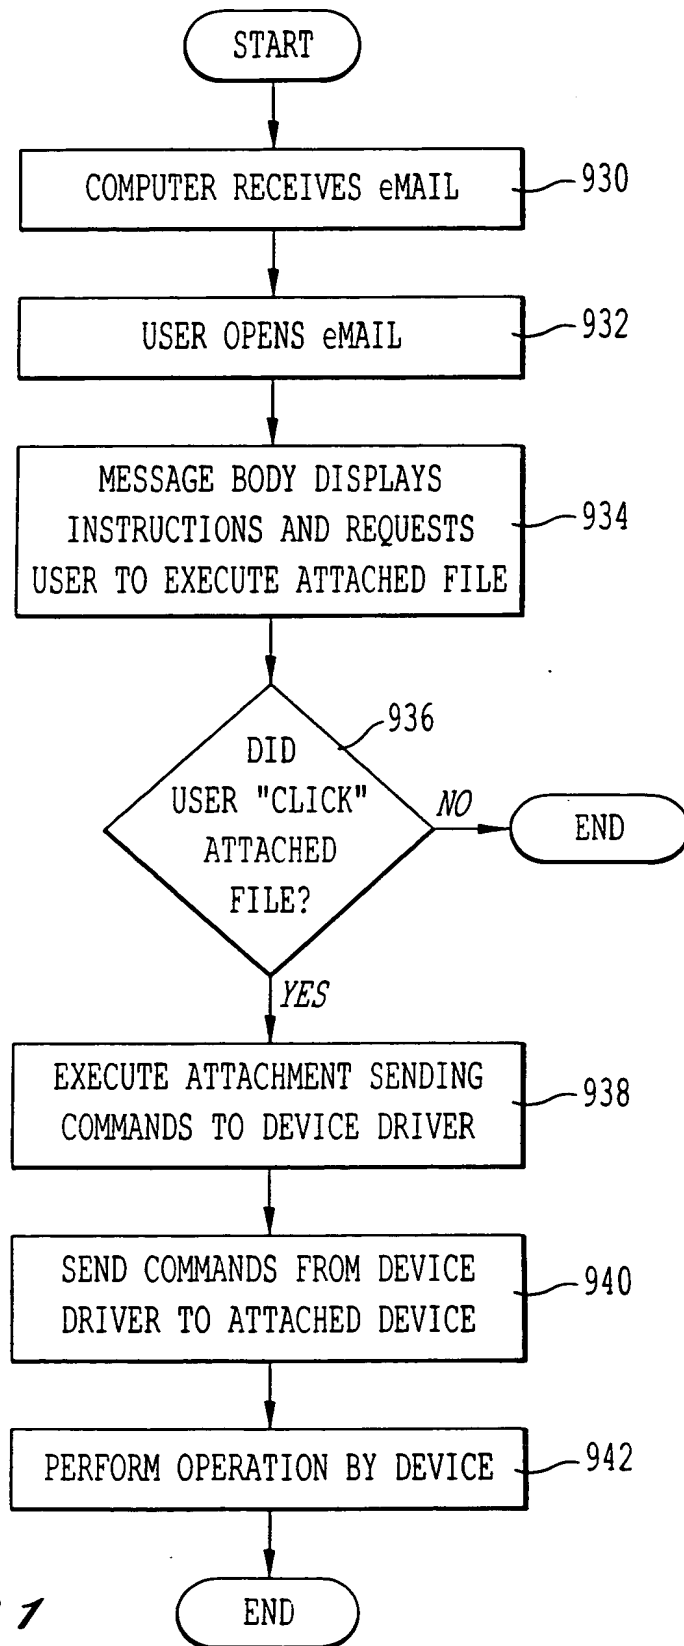 START
COMPUTER RECEIVES eMAIL
930
USER OPENS eMAIL
932
MESSAGE BODY DISPLAYS
INSTRUCTIONS AND REQUESTS
USER TO EXECUTE ATTACHED FILE
934
DID
USER "CLICK"
ATTACHED
FILE?
936
NO
END
YES
EXECUTE ATTACHMENT SENDING
COMMANDS TO DEVICE DRIVER
938
SEND COMMANDS FROM DEVICE
DRIVER TO ATTACHED DEVICE
940
PERFORM OPERATION BY DEVICE
942
END
1